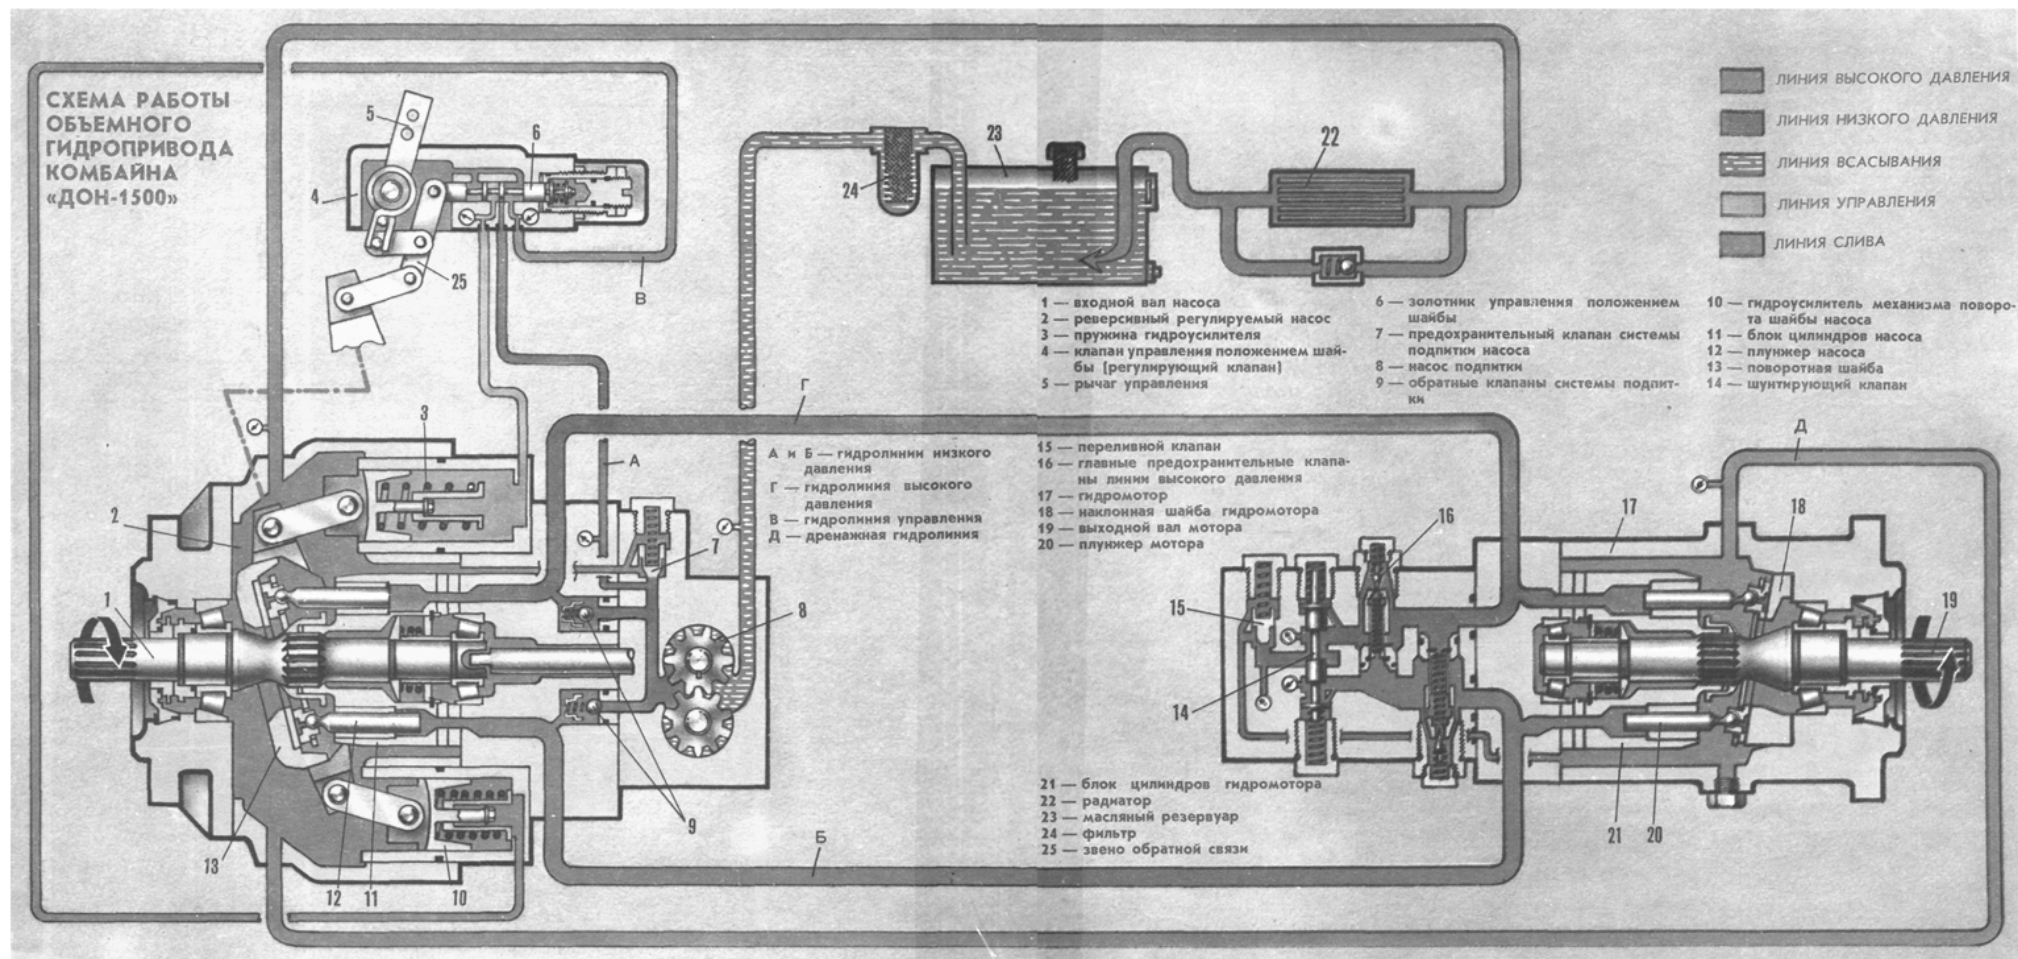 СХЕМА РАБОТЫ
ОБЪЕМНОГО
ГИДРОПРИВОДА
КОМБАЙНА
«ДОН-1500»
ЛИНИЯ ВЫСОКОГО ДАВЛЕНИЯ
ЛИНИЯ НИЗКОГО ДАВЛЕНИЯ
ЛИНИЯ ВСАСЫВАНИЯ
ЛИНИЯ УПРАВЛЕНИЯ
ЛИНИЯ СЛИВА
5
6
4
25
В
23
24
22
1 — входной вал насоса
2 — реверсивный регулируемый насос
3 — пружина гидроусилителя
4 — клапан управления положением шай-
бы (регулирующий клапан)
5 — рычаг управления
6 — золотник управления положением
шайбы
7 — предохранительный клапан системы
подпитки насоса
8 — насос подпитки
9 — обратные клапаны системы подпит-
ки
10 — гидроусилитель механизма поворо-
та шайбы насоса
11 — блок цилиндров насоса
12 — плунжер насоса
13 — поворотная шайба
14 — шунтирующий клапан
Г
3
А
Д
А и Б — гидролинии низкого
давления
Г — гидролиния высокого
давления
В — гидролиния управления
Д — дренажная гидролиния
15 — переливной клапан
16 — главные предохранительные клапа-
ны линии высокого давления
17 — гидромотор
18 — наклонная шайба гидромотора
19 — выходной вал мотора
20 — плунжер мотора
2
7
16
17
18
1
8
15
19
14
9
13
12
11
10
Б
21
20
21 — блок цилиндров гидромотора
22 — радиатор
23 — масляный резервуар
24 — фильтр
25 — звено обратной связи